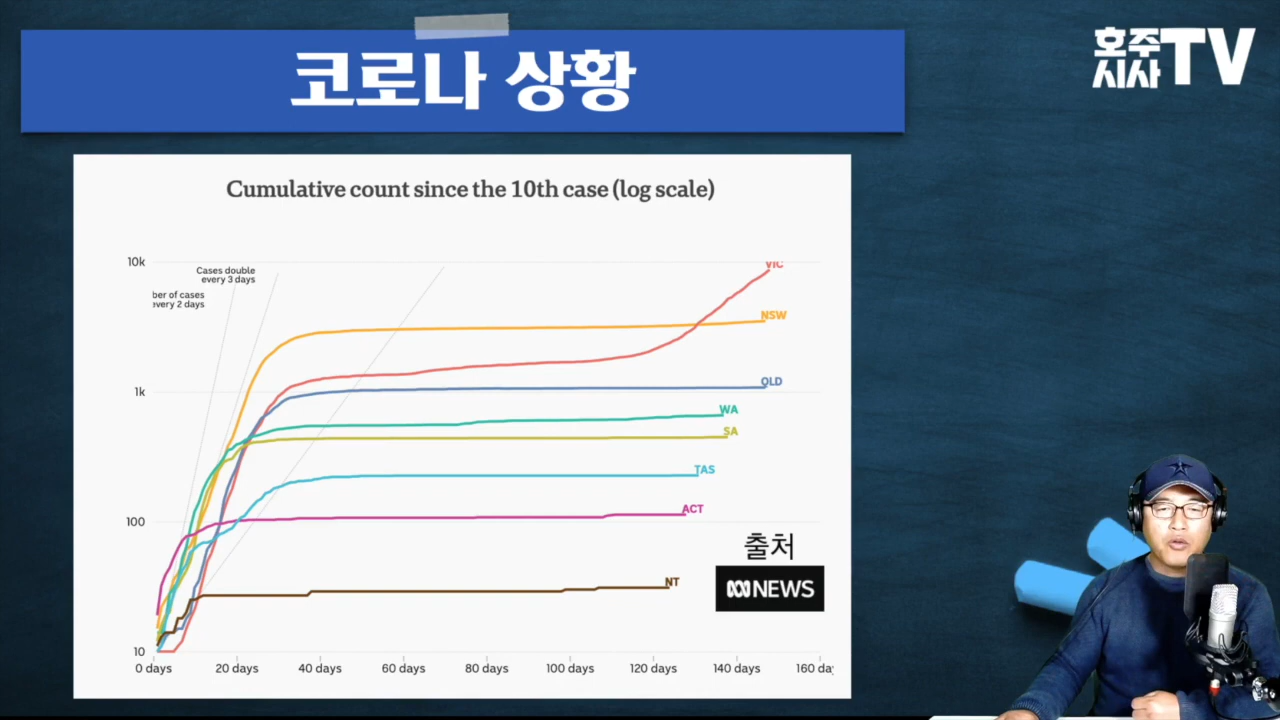 코로나 상황
호주
시사TV
Cumulative count since the 10th case (log scale)
10k
Cases double
every 3 days
ber of cases
every 2 days
VIC
NSW
1k
QLD
WA
SA
TAS
100
ACT
출처
NEWS
NT
10
0 days
20 days
40 days
60 days
80 days
100 days
120 days
140 days
160 da